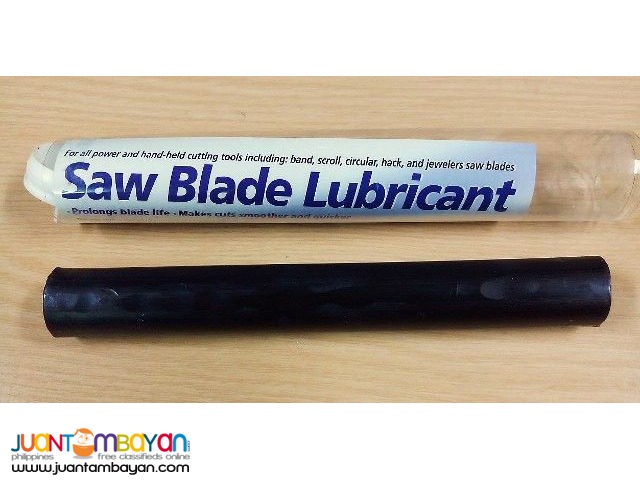 For all power and hand-held cutting tools including: band, scroll, circular, hack, and jewelers saw blades
Saw Blade Lubricant
· Prolongs blade life · Makes cuts smoother and quicker
JUANTAMBAYAN
philippines free classifieds online
www.juantambayan.com